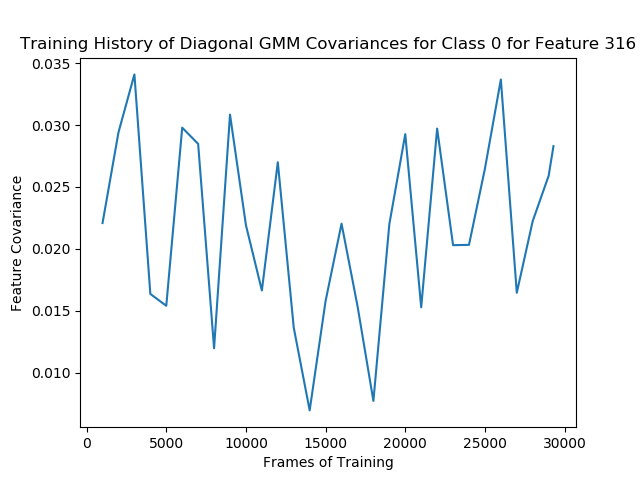 Training History of Diagonal GMM Covariances for Class 0 for Feature 316
0.035
0.030
0.025
0.020
0.015
0.010
Feature Covariance
0 5000 10000 15000 20000 25000 30000
Frames of Training